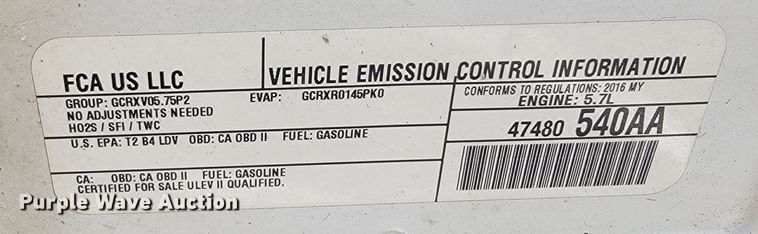 FCA US LLC
VEHICLE EMISSION CONTROL INFORMATION
GROUP: GCRXV05.75P2 EVAP: GCRXR0145PK0
NO ADJUSTMENTS NEEDED
HO2S / SFI / TWC
CONFORMS TO REGULATIONS: 2016 MY
ENGINE: 5.7L
U.S. EPA: T2 B4 LDV OBD: CA OBD II FUEL: GASOLINE
47480 540AA
CA: OBD: CA OBD II FUEL: GASOLINE
CERTIFIED FOR SALE ULEV II QUALIFIED.
Purple Wave Auction